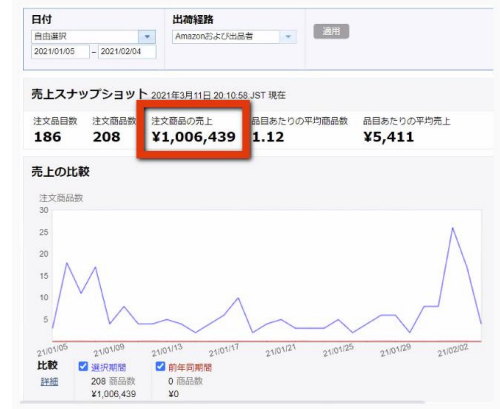 日付 出荷経路
自由選択 Amazonおよび出品者 適用
2021/01/05 - 2021/02/04
売上スナップショット 2021年3月11日 20:10:58 JST 現在
注文品目数 注文商品数 注文商品の売上 品目あたりの平均商品数 品目あたりの平均売上
186 208 ¥1,006,439 1.12 ¥5,411
売上の比較
注文商品数
30
25
20
15
10
5
21/01/05 21/01/09 21/01/13 21/01/17 21/01/21 21/01/25 21/01/29 21/02/02
比較 選択期間 前年同期間
詳細 208 商品数 0 商品数
¥1,006,439 ¥0